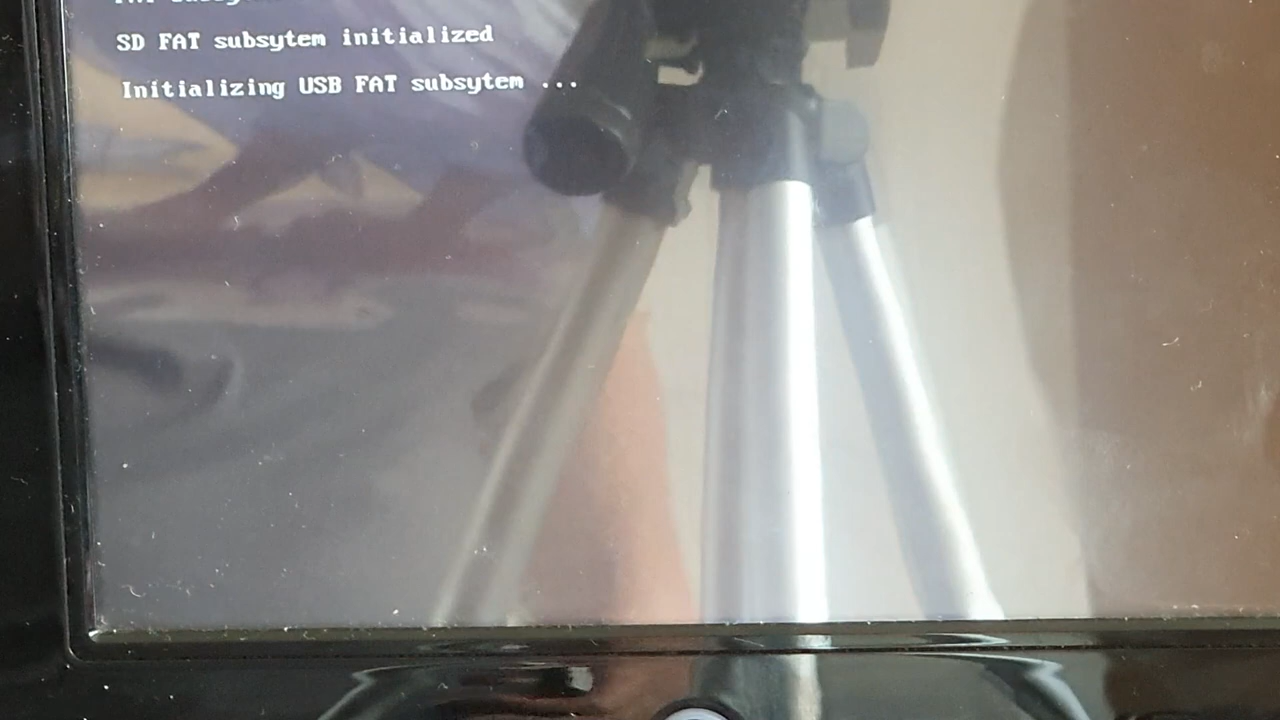 SD FAT subsytem initialized
Initializing USB FAT subsytem ...